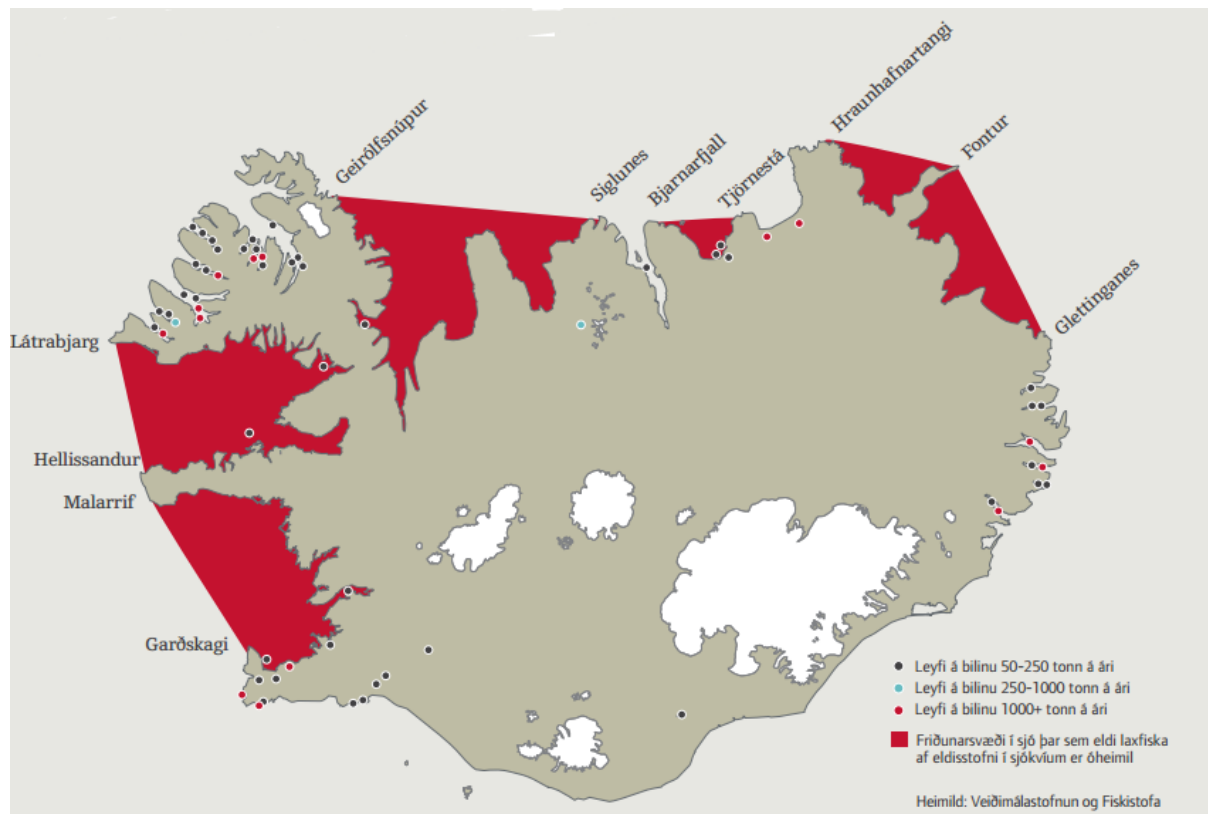 Geirólfsnúpur
Siglunes
Bjarnarfjall
Tjörnestá
Hraunhafnartangi
Fontur
Glettinganes
Látrabjarg
Hellissandur
Malarrif
Garðskagi
Leyfi á bilinu 50-250 tonn á ári
Leyfi á bilinu 250-1000 tonn á ári
Leyfi á bilinu 1000+ tonn á ári
Friðunarsvæði í sjó þar sem eldi laxfiska
af eldisstofni í sjókvíum er óheimil
Heimild: Veiðimálastofnun og Fiskistofa